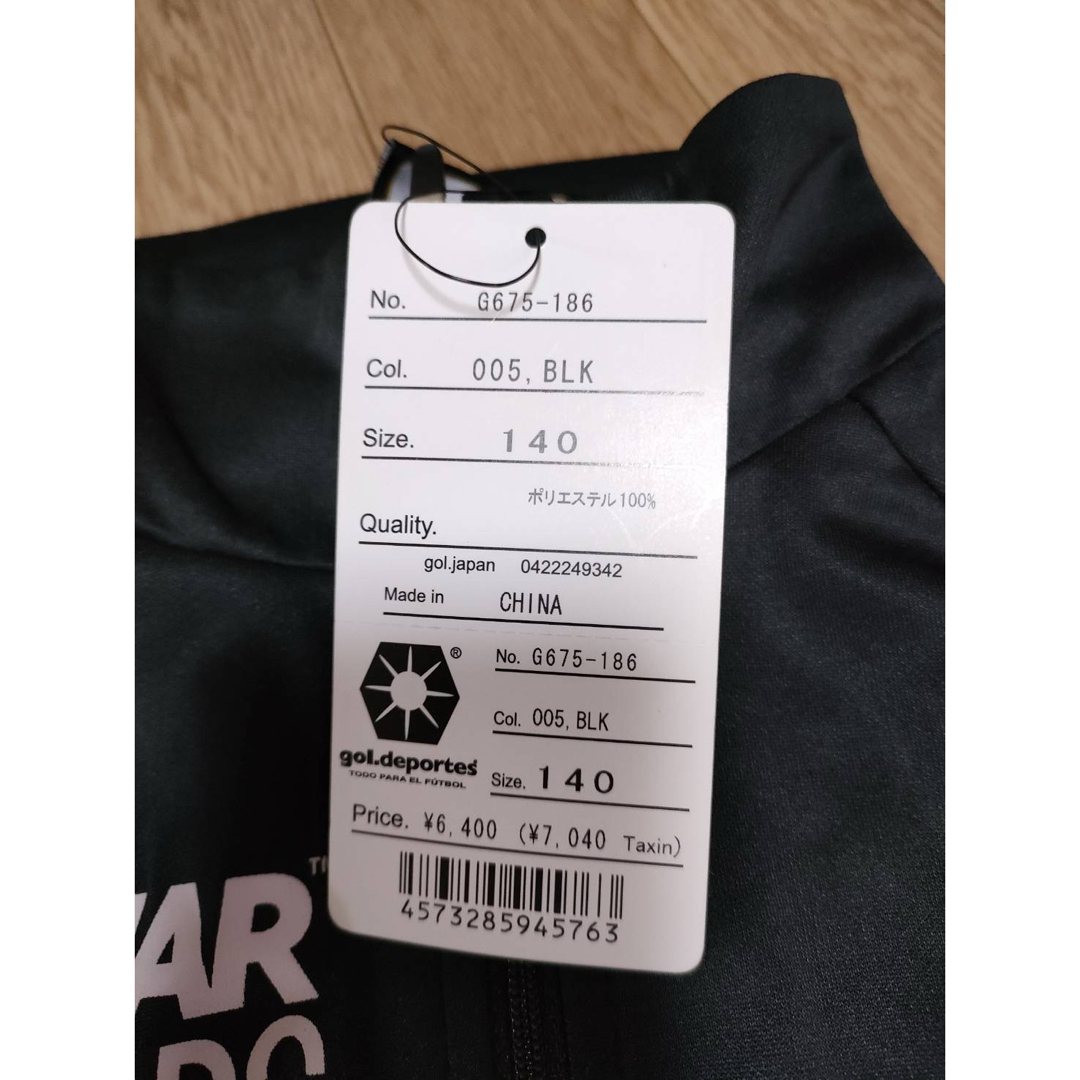 No. G675-186
Col. 005, BLK
Size. 140
ポリエステル100%
Quality.
gol.japan 0422249342
Made in CHINA
®
gol.deportes
TODO PARA EL FÚTBOL
No. G675-186
Col. 005, BLK
Size. 140
Price. ¥6,400 (¥7,040 Taxin)
4573285945763
AR